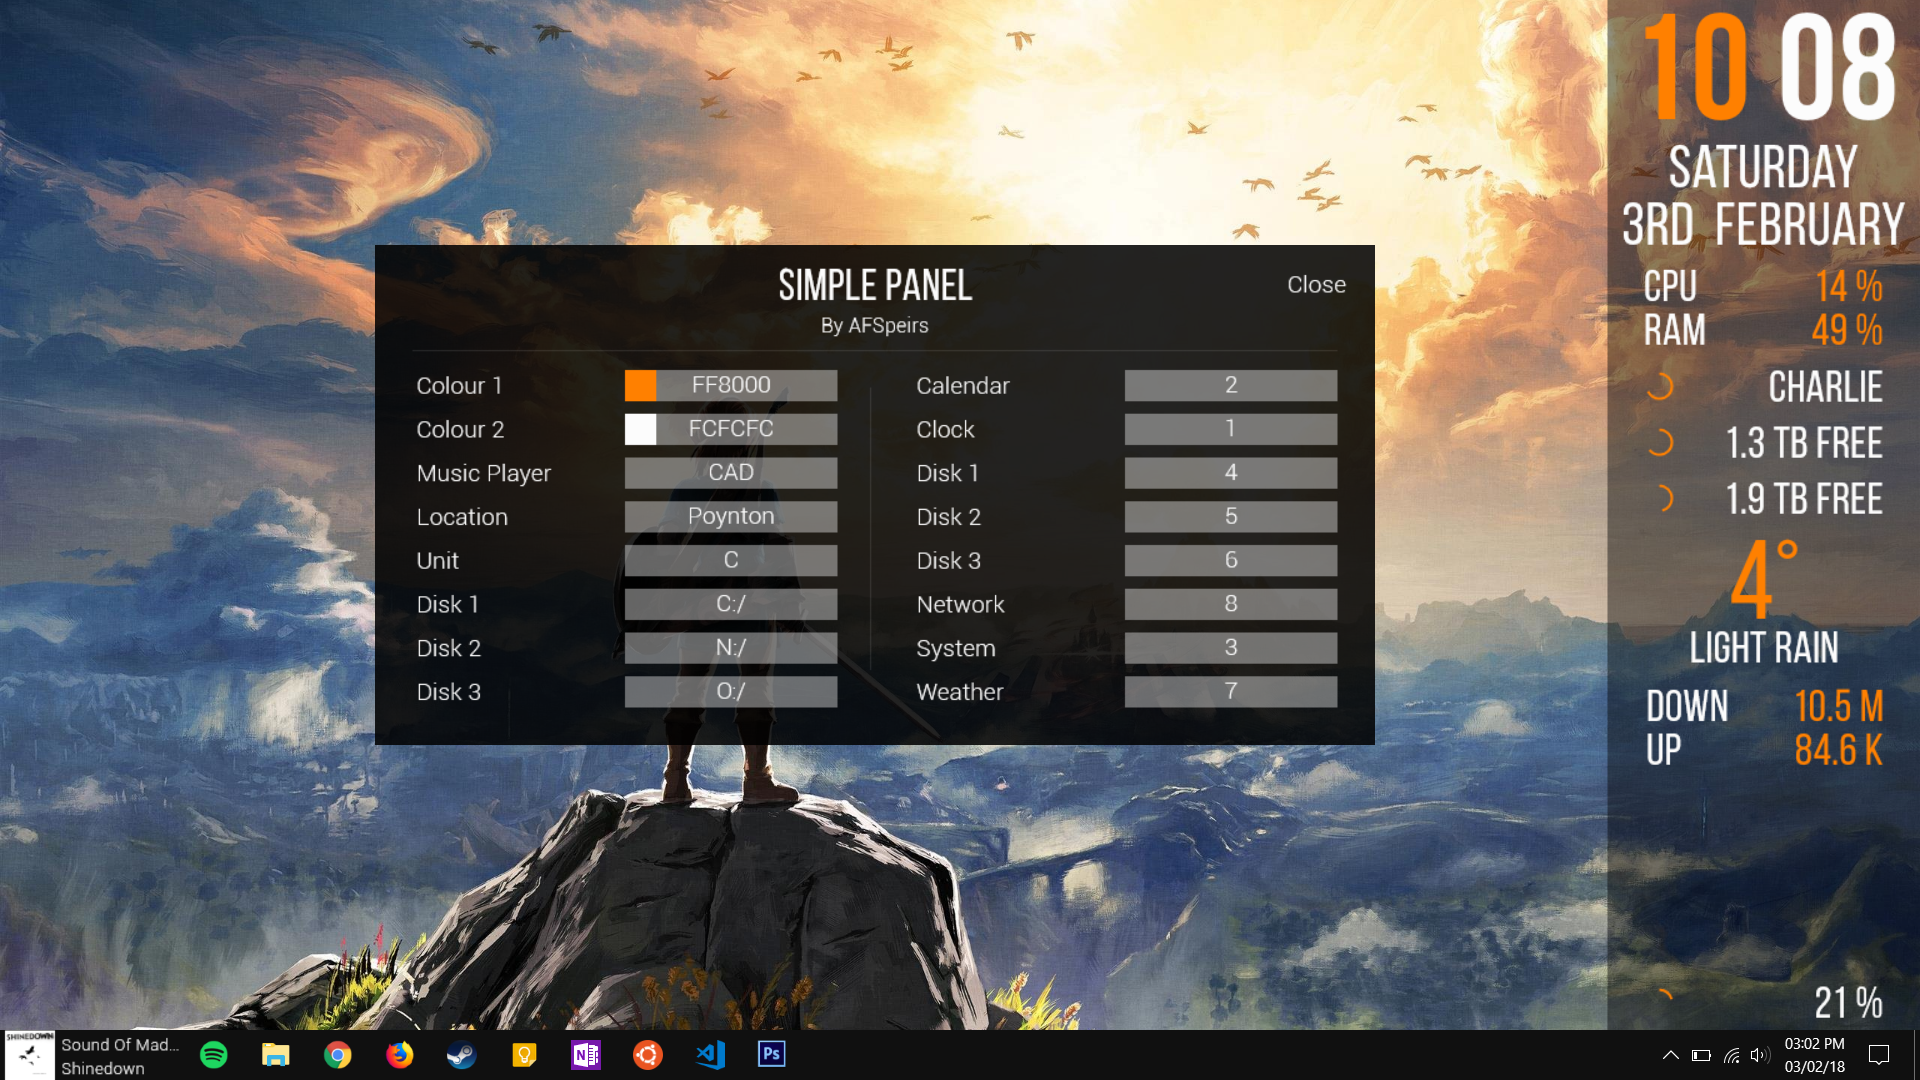 SIMPLE PANEL
Close
By AFSpeirs
Colour 1 FF8000
Colour 2 FCFCFC
Music Player CAD
Location Poynton
Unit C
Disk 1 C:/
Disk 2 N:/
Disk 3 O:/
Calendar 2
Clock 1
Disk 1 4
Disk 2 5
Disk 3 6
Network 8
System 3
Weather 7
10 08
SATURDAY
3RD FEBRUARY
CPU 14 %
RAM 49 %
CHARLIE
1.3 TB FREE
1.9 TB FREE
4°
LIGHT RAIN
DOWN 10.5 M
UP 84.6 K
21 %
SHINEDOWN
Sound Of Mad...
Shinedown
N
Ps
03:02 PM
03/02/18